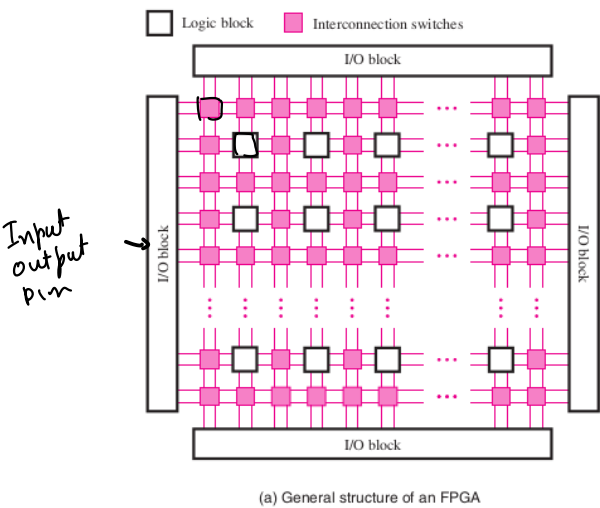 Logic block
Interconnection switches
I/O block
I/O block
Input
output
pin
I/O block
I/O block
(a) General structure of an FPGA